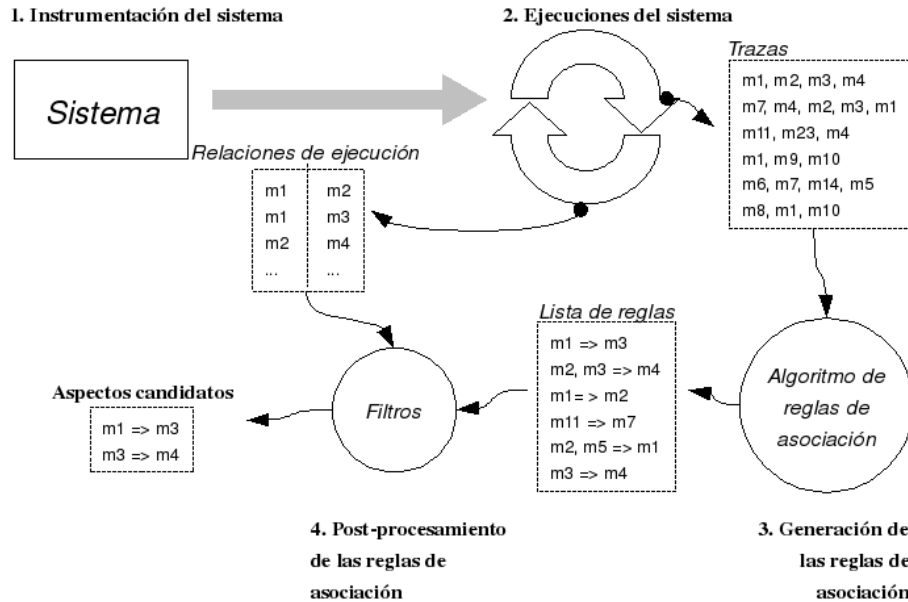 1. Instrumentación del sistema
2. Ejecuciones del sistema
Sistema
Trazas
m1, m2, m3, m4
m7, m4, m2, m3, m1
m11, m23, m4
m1, m9, m10
m6, m7, m14, m5
m8, m1, m10
Relaciones de ejecución
m1 m2
m1 m3
m2 m4
... ...
Lista de reglas
m1 => m3
m2, m3 => m4
m1= > m2
m11 => m7
m2, m5 => m1
m3 => m4
Algoritmo de
reglas de
asociación
Filtros
Aspectos candidatos
m1 => m3
m3 => m4
4. Post-procesamiento
de las reglas de
asociación
3. Generación de
las reglas de
asociación